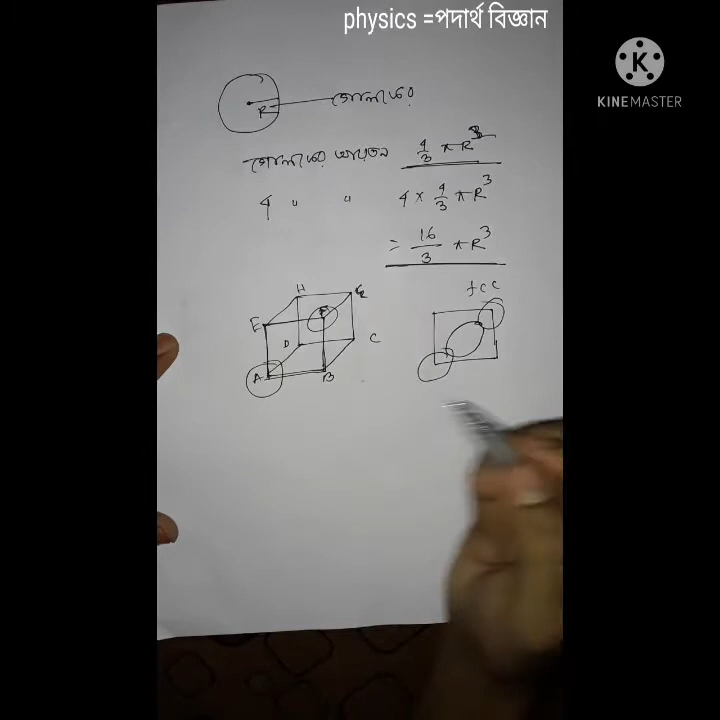 physics =পদার্থ বিজ্ঞান
K
KINEMASTER
R গোলকের
গোলকের আয়তন 4/3 πR³
4 " " 4 × 4/3 πR³
= 16/3 πR³
fcc
H G
E F
D C
A B